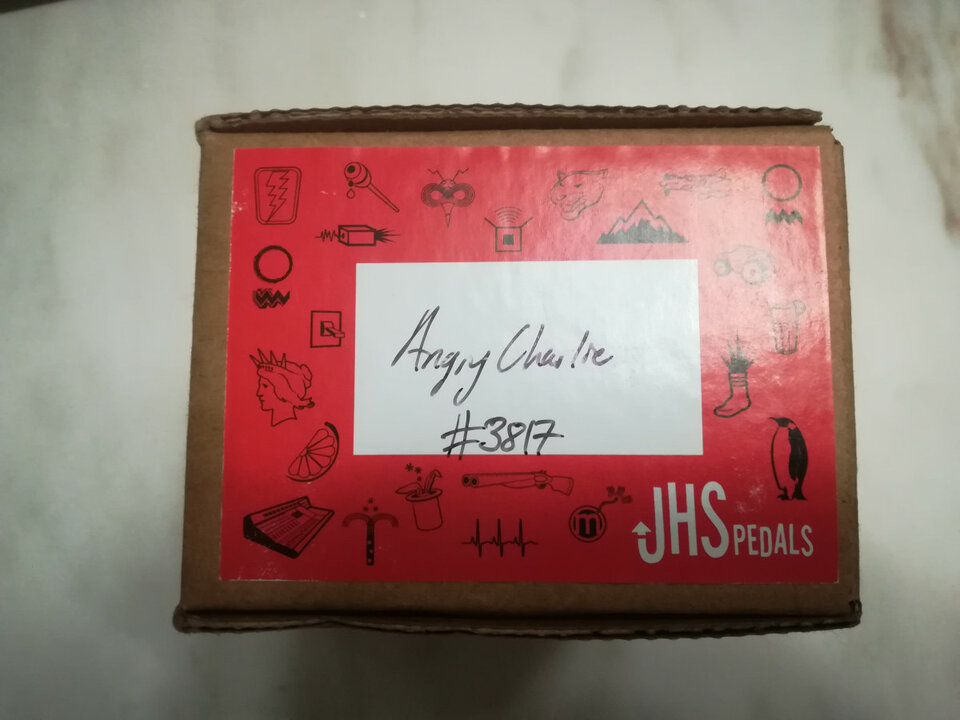 Angry Charlie
#3817
JHS PEDALS